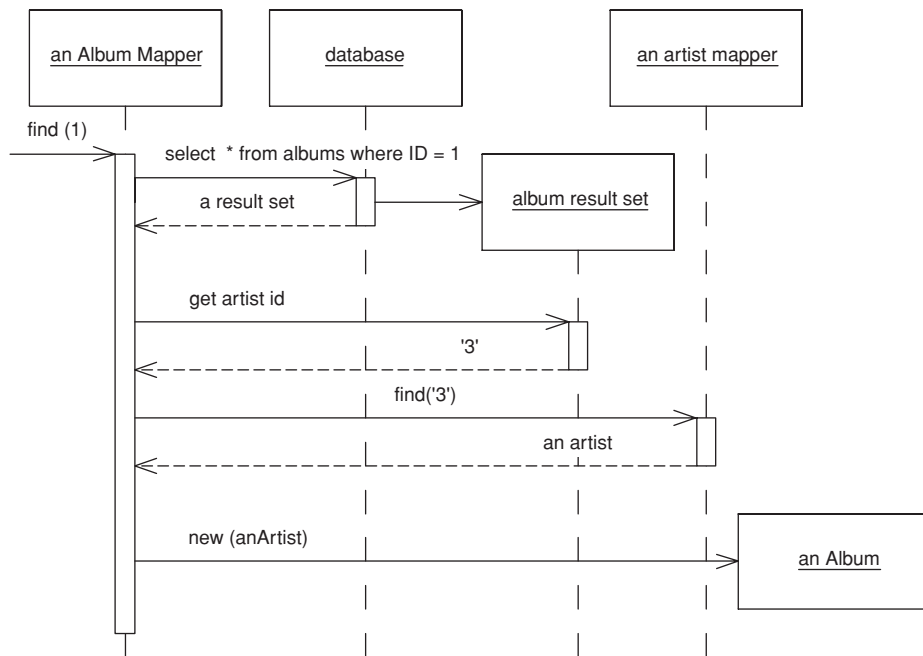 an Album Mapper
database
an artist mapper
find (1)
select * from albums where ID = 1
a result set
album result set
get artist id
'3'
find('3')
an artist
new (anArtist)
an Album